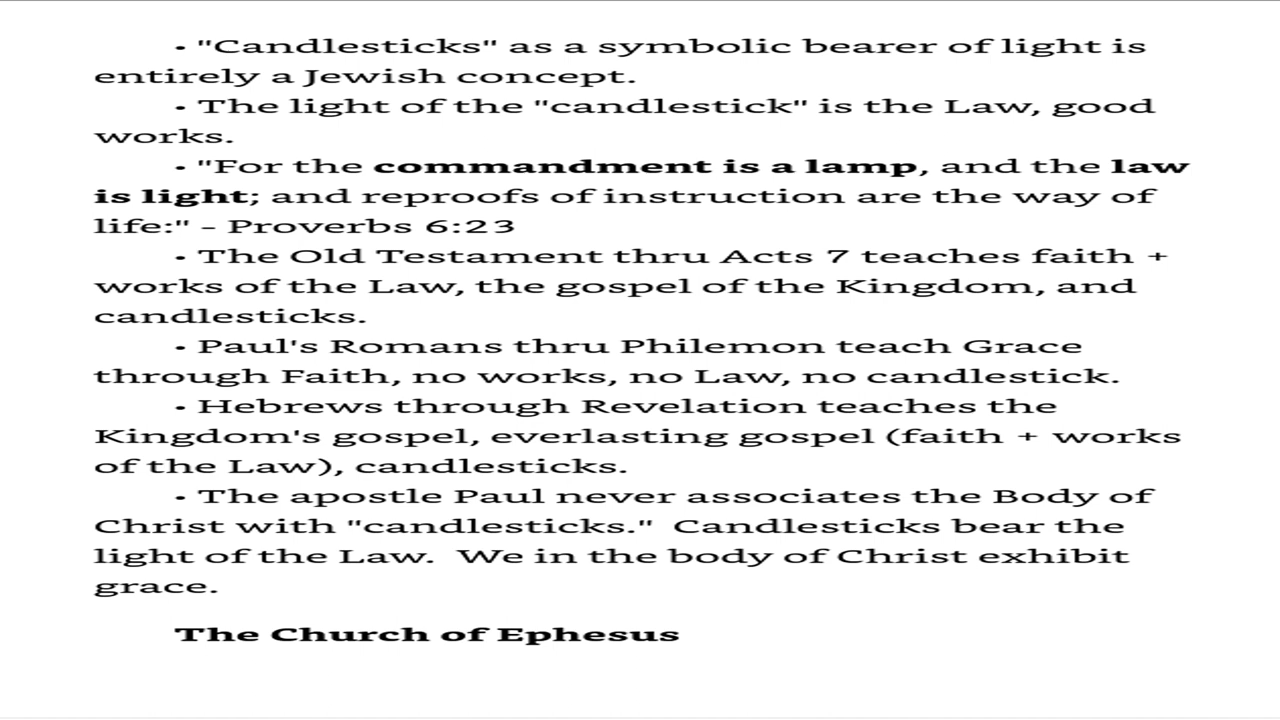 • "Candlesticks" as a symbolic bearer of light is
entirely a Jewish concept.
• The light of the "candlestick" is the Law, good
works.
• "For the commandment is a lamp, and the law
is light; and reproofs of instruction are the way of
life:" – Proverbs 6:23
• The Old Testament thru Acts 7 teaches faith +
works of the Law, the gospel of the Kingdom, and
candlesticks.
• Paul's Romans thru Philemon teach Grace
through Faith, no works, no Law, no candlestick.
• Hebrews through Revelation teaches the
Kingdom's gospel, everlasting gospel (faith + works
of the Law), candlesticks.
• The apostle Paul never associates the Body of
Christ with "candlesticks."  Candlesticks bear the
light of the Law.  We in the body of Christ exhibit
grace.
The Church of Ephesus